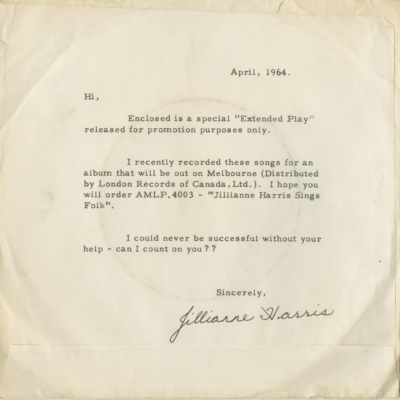 April, 1964.
Hi,
Enclosed is a special "Extended Play"
released for promotion purposes only.
I recently recorded these songs for an
album that will be out on Melbourne (Distributed
by London Records of Canada, Ltd.). I hope you
will order AMLP.4003 - "Jilliianne Harris Sings
Folk".
I could never be successful without your
help - can I count on you??
Sincerely,
Jillianne Harris